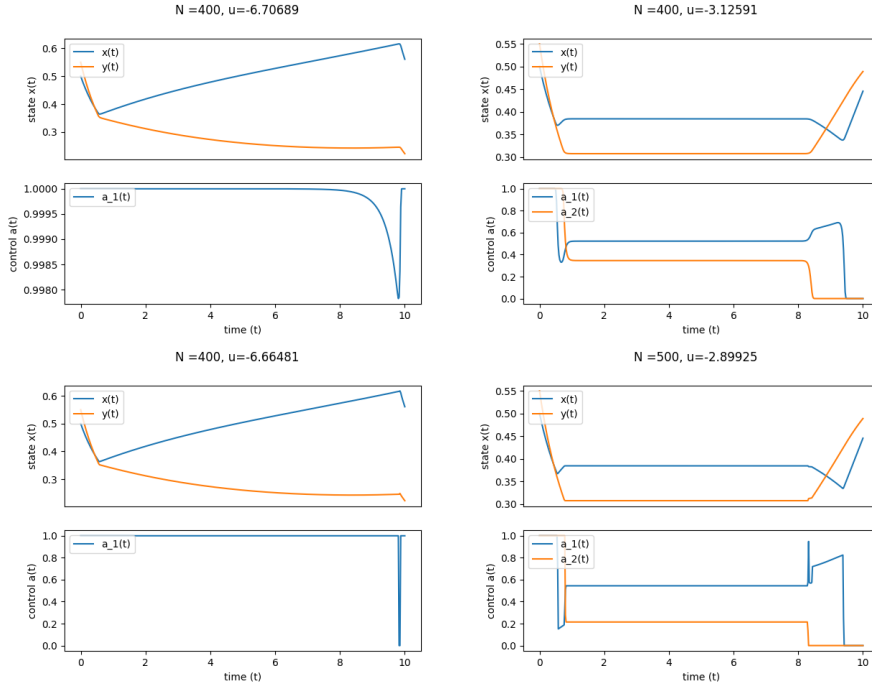 N =400, u=-6.70689
state x(t)
0.6
0.5
0.4
0.3
x(t)
y(t)
control a(t)
1.0000
0.9995
0.9990
0.9985
0.9980
a_1(t)
0 2 4 6 8 10
time (t)
N =400, u=-3.12591
state x(t)
0.55
0.50
0.45
0.40
0.35
0.30
x(t)
y(t)
control a(t)
1.0
0.8
0.6
0.4
0.2
0.0
a_1(t)
a_2(t)
0 2 4 6 8 10
time (t)
N =400, u=-6.66481
state x(t)
0.6
0.5
0.4
0.3
x(t)
y(t)
control a(t)
1.0
0.8
0.6
0.4
0.2
0.0
a_1(t)
0 2 4 6 8 10
time (t)
N =500, u=-2.89925
state x(t)
0.55
0.50
0.45
0.40
0.35
0.30
x(t)
y(t)
control a(t)
1.0
0.8
0.6
0.4
0.2
0.0
a_1(t)
a_2(t)
0 2 4 6 8 10
time (t)